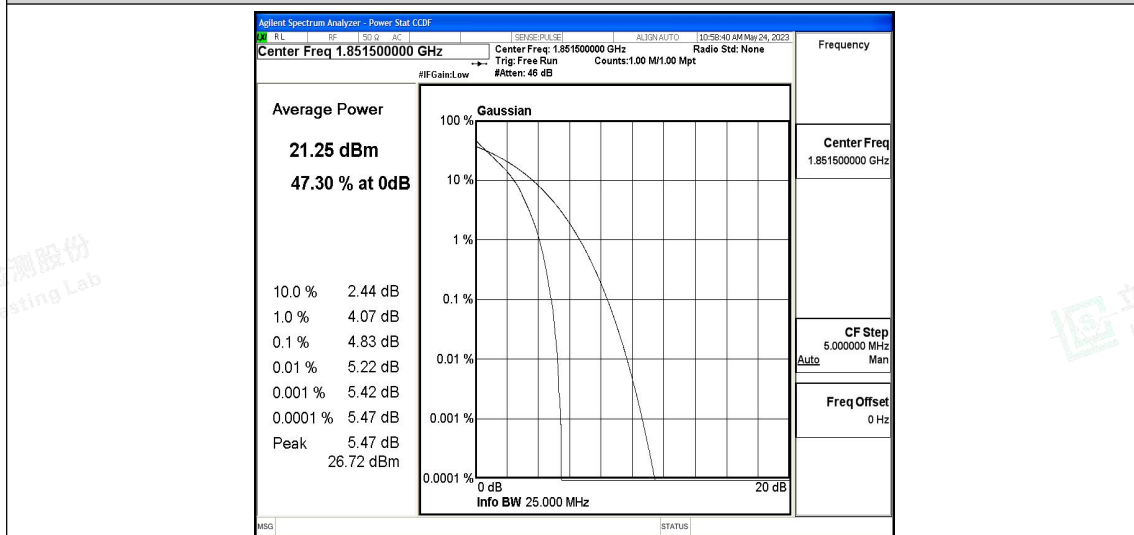 Agilent Spectrum Analyzer - Power Stat CCDF
RL RF 50 Ω AC SENSE:PULSE ALIGN AUTO 10:58:40 AM May 24, 2023
Center Freq 1.851500000 GHz
Center Freq: 1.851500000 GHz Radio Std: None
Trig: Free Run Counts:1.00 M/1.00 Mpt
#IFGain:Low #Atten: 46 dB
Frequency
Average Power
21.25 dBm
47.30 % at 0dB
10.0 % 2.44 dB
1.0 % 4.07 dB
0.1 % 4.83 dB
0.01 % 5.22 dB
0.001 % 5.42 dB
0.0001 % 5.47 dB
Peak 5.47 dB
26.72 dBm
Gaussian
100 %
10 %
1 %
0.1 %
0.01 %
0.001 %
0.0001 %
0 dB 20 dB
Info BW 25.000 MHz
Center Freq
1.851500000 GHz
CF Step
5.000000 MHz
Auto Man
Freq Offset
0 Hz
MSG STATUS
测股份
sting Lab
立